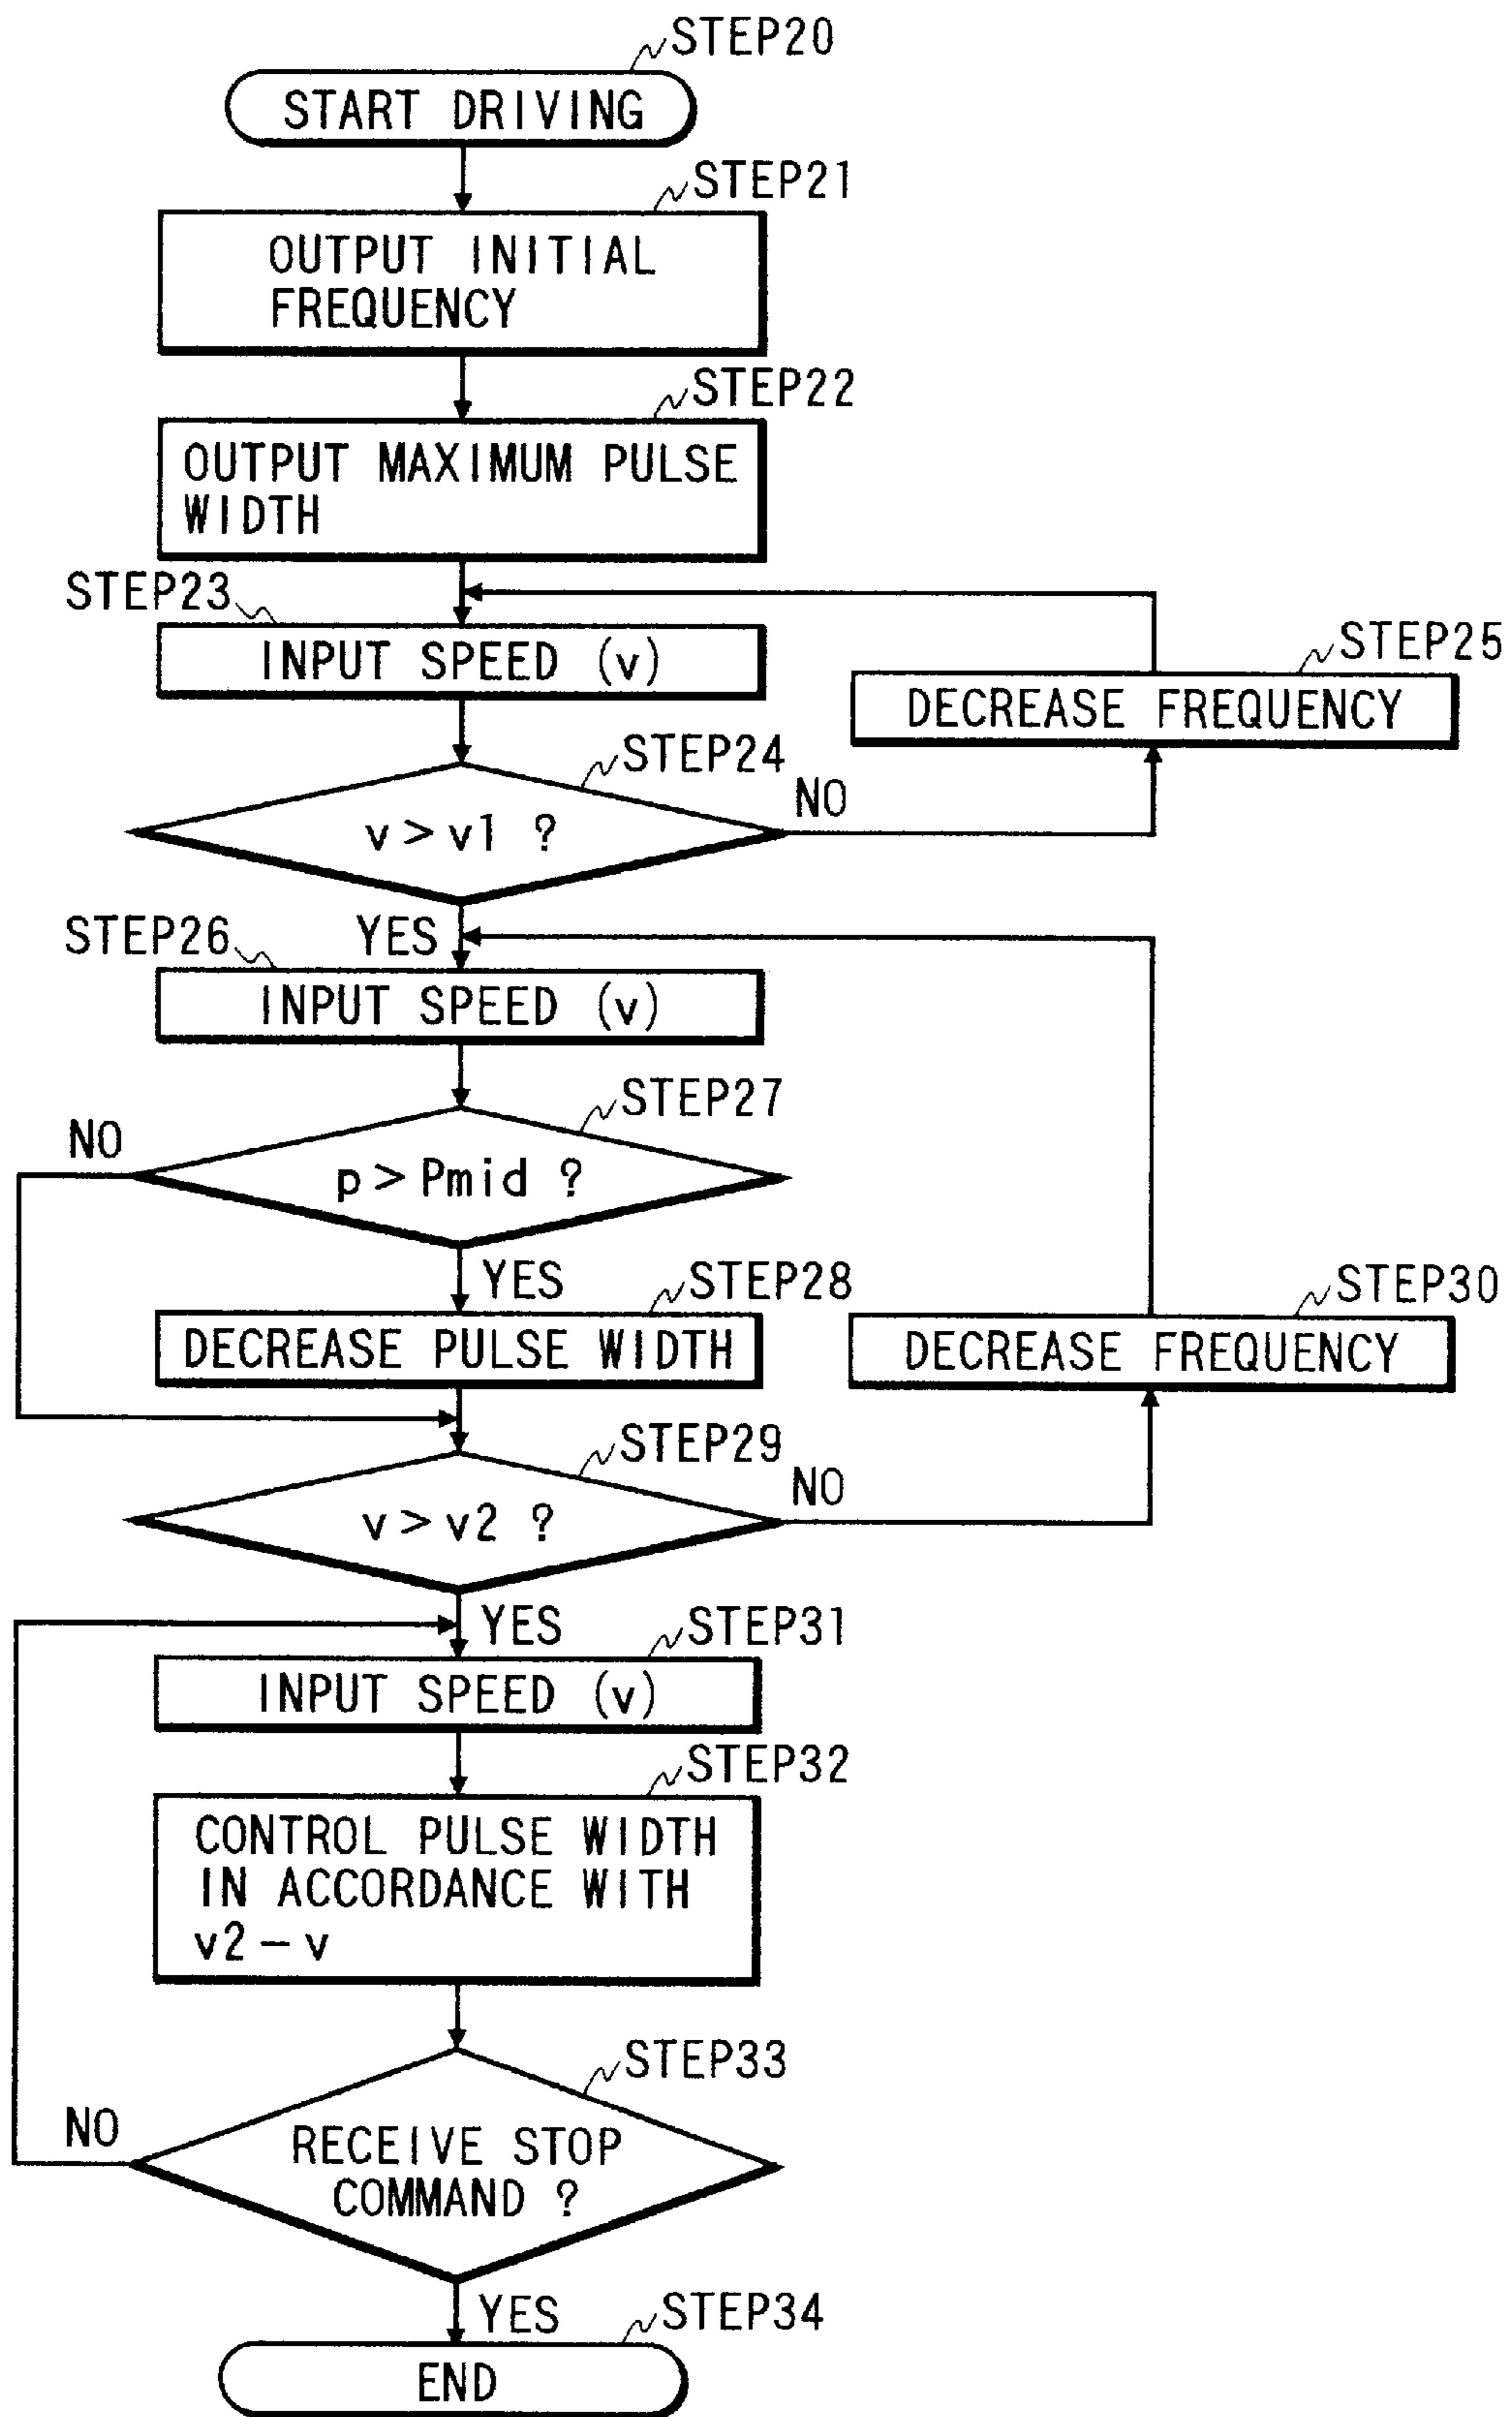 STEP20
START DRIVING
STEP21
OUTPUT INITIAL
FREQUENCY
STEP22
OUTPUT MAXIMUM PULSE
WIDTH
STEP23
INPUT SPEED (v)
STEP25
DECREASE FREQUENCY
STEP24
v > v1 ?
NO
YES
STEP26
INPUT SPEED (v)
STEP27
p > Pmid ?
NO
YES
STEP28
DECREASE PULSE WIDTH
STEP30
DECREASE FREQUENCY
STEP29
v > v2 ?
NO
YES
STEP31
INPUT SPEED (v)
STEP32
CONTROL PULSE WIDTH
IN ACCORDANCE WITH
v2 - v
STEP33
RECEIVE STOP
COMMAND ?
NO
YES
STEP34
END